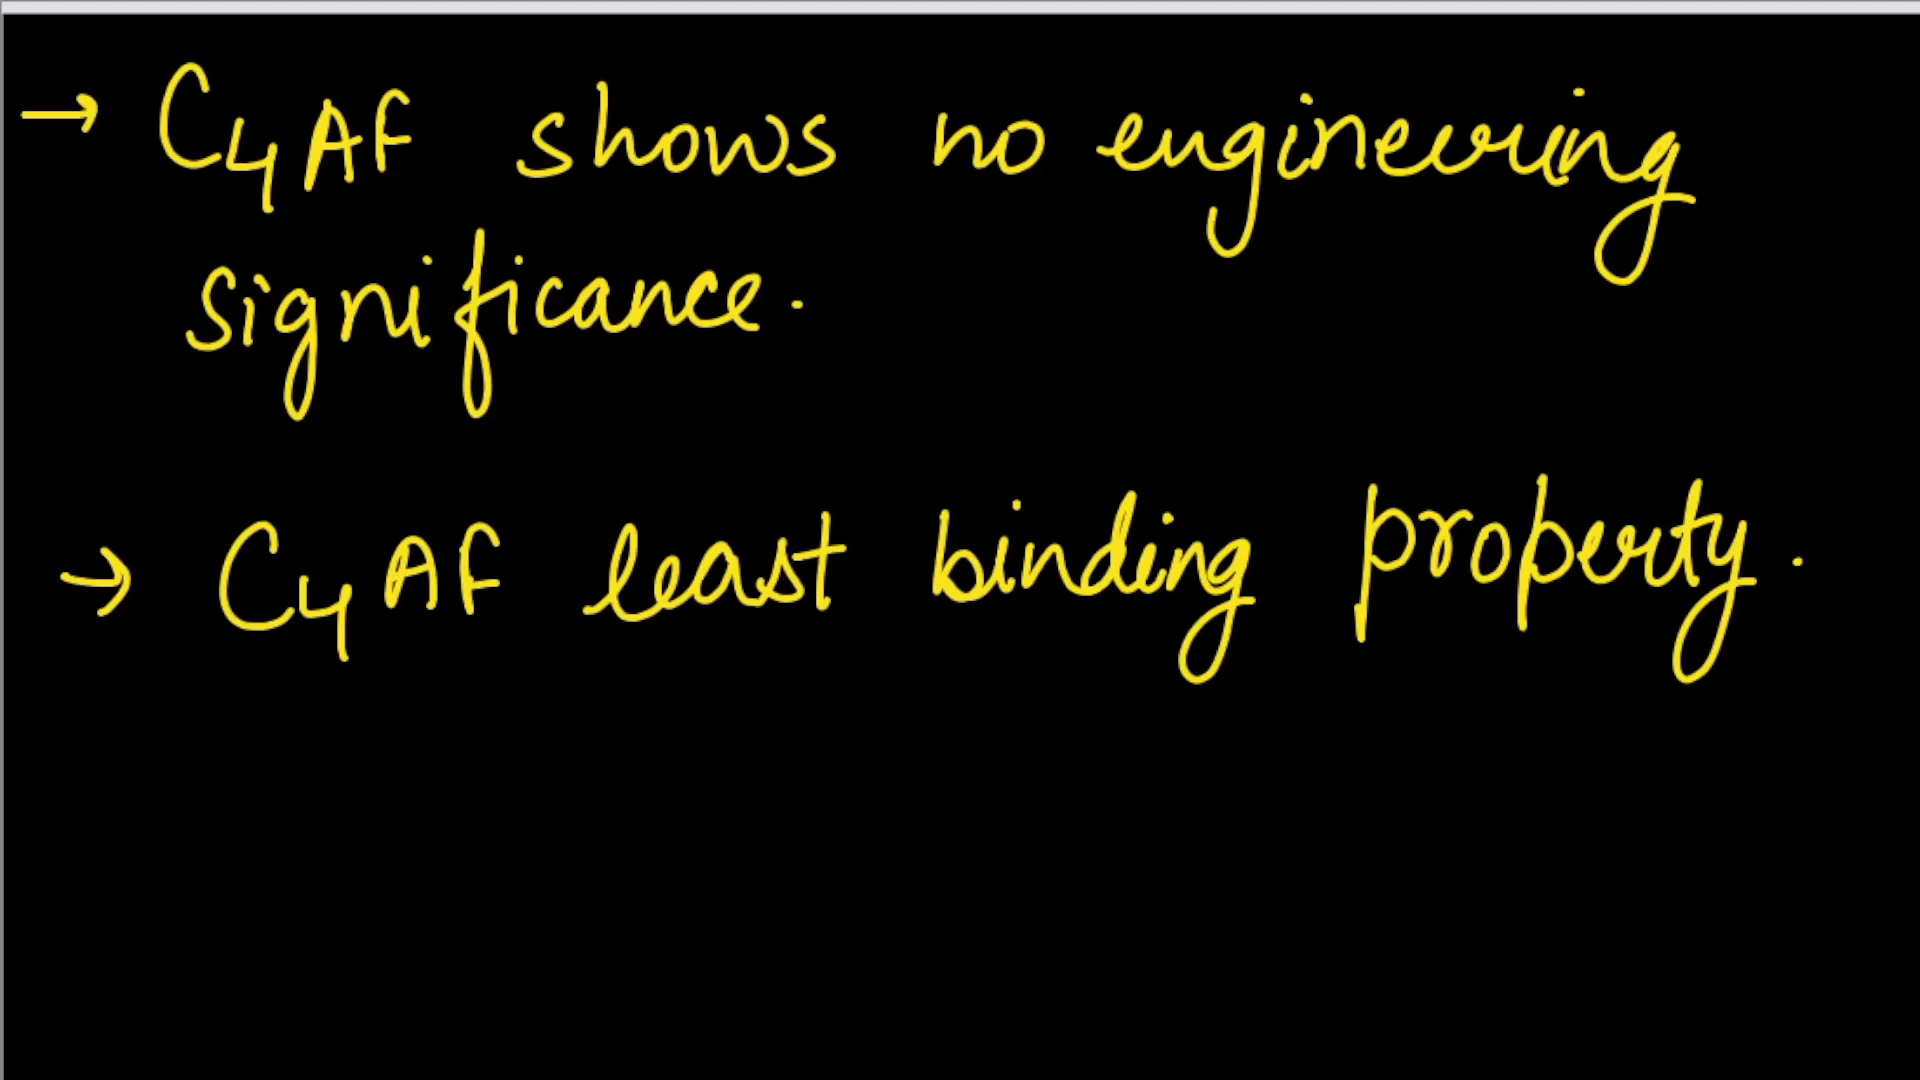 → C₄AF shows no engineering
significance.
→ C₄AF least binding property.